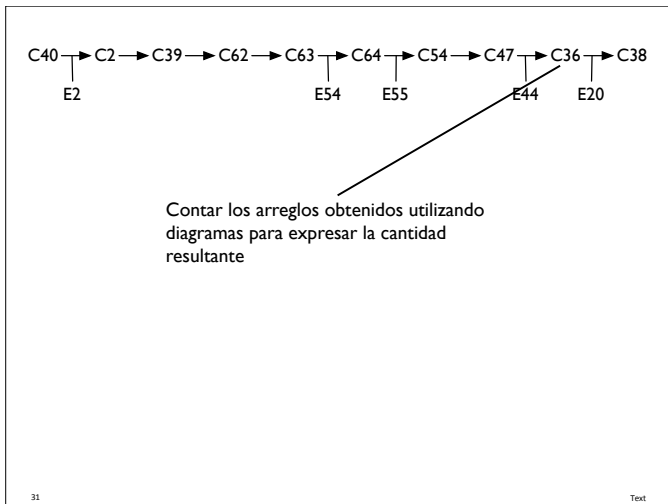 C40 C2 C39 C62 C63 C64 C54 C47 C36 C38
E2 E54 E55 E44 E20
Contar los arreglos obtenidos utilizando
diagramas para expresar la cantidad
resultante
31 Text